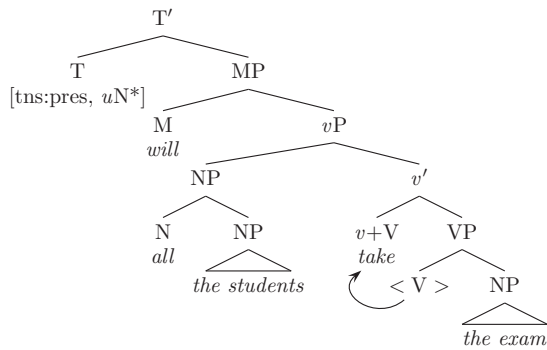 T′
T MP
[tns:pres, uN*]
M vP
will
NP v′
N NP v+V VP
all take
the students < V > NP
the exam